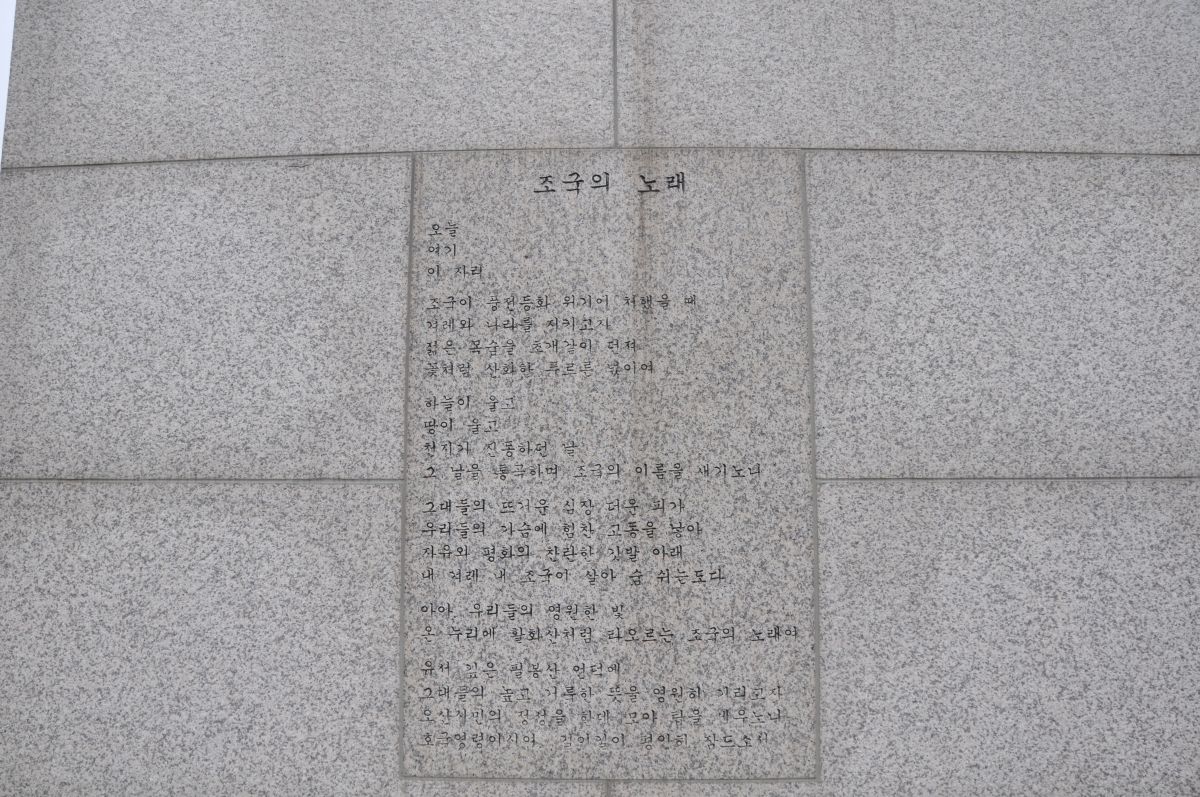 조국의 노래
오늘
여기
이 자리
조국이 풍전등화 위기에 처했을 때
겨레와 나라를 지키고자
젊은 목숨을 초개같이 던져
꽃처럼 산화한 푸르른 넋이여
하늘이 울고
땅이 울고
천지가 진동하던 날
그 날을 통곡하며 조국의 이름을 새기노니
그대들의 뜨거운 심장 더운 피가
우리들의 가슴에 힘찬 고동을 낳아
자유와 평화의 찬란한 깃발 아래
내 겨레 내 조국이 살아 숨 쉬는도다
아아, 우리들의 영원한 빛
온 누리에 활화산처럼 타오르는 조국의 노래여
유서 깊은 필봉산 언덕에
그대들의 높고 거룩한 뜻을 영원히 기리고자
오산시민의 정성을 한데 모아 탑을 세우노니
호국영령이시여 길이길이 평안히 잠드소서